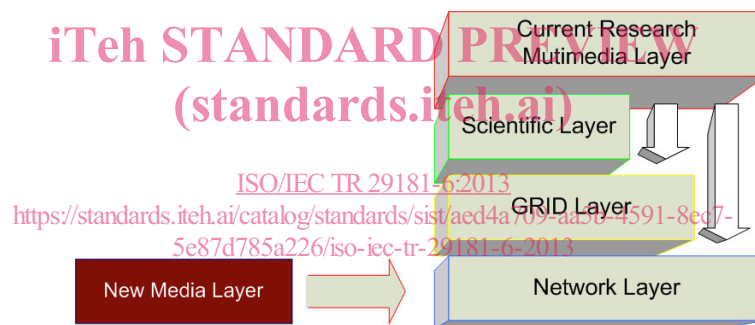 iTeh STANDARD PREVIEW
(standards.iteh.ai)
ISO/IEC TR 29181-6:2013
https://standards.iteh.ai/catalog/standards/sist/aed4a709-aa5b-4591-8ec7-
5e87d785a226/iso-iec-tr-29181-6-2013
Current Research
Mutimedia Layer
Scientific Layer
GRID Layer
New Media Layer
Network Layer